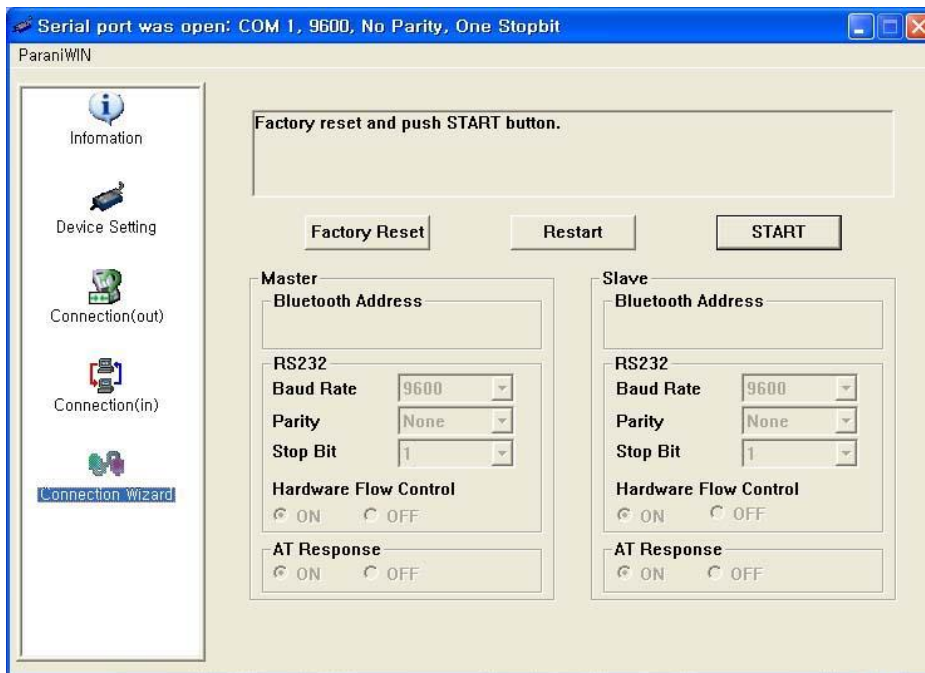 Serial port was open: COM 1, 9600, No Parity, One Stopbit
ParaniWIN
Infomation
Device Setting
Connection(out)
Connection(in)
Connection Wizard
Factory reset and push START button.
Factory Reset Restart START
Master
Bluetooth Address
RS232
Baud Rate 9600
Parity None
Stop Bit 1
Hardware Flow Control
ON OFF
AT Response
ON OFF
Slave
Bluetooth Address
RS232
Baud Rate 9600
Parity None
Stop Bit 1
Hardware Flow Control
ON OFF
AT Response
ON OFF